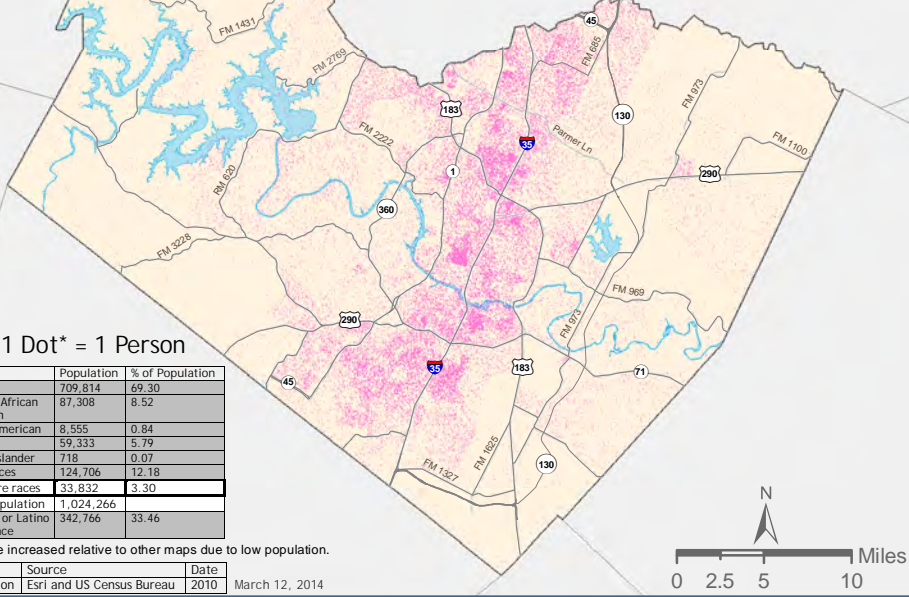 FM 1431
45
FM 685
FM 2769
FM 973
183
130
FM 2222
Parmer Ln
35
FM 1100
1
290
RM 620
360
FM 3228
FM 969
290
FM 973
1 Dot* = 1 Person
Population % of Population
709,814 69.30
African 87,308 8.52
n
merican 8,555 0.84
59,333 5.79
slander 718 0.07
ces 124,706 12.18
re races 33,832 3.30
pulation 1,024,266
or Latino 342,766 33.46
ce
35
183
71
45
FM 1625
FM 1327
130
N
Miles
0 2.5 5 10
e increased relative to other maps due to low population.
Source Date
on Esri and US Census Bureau 2010 March 12, 2014